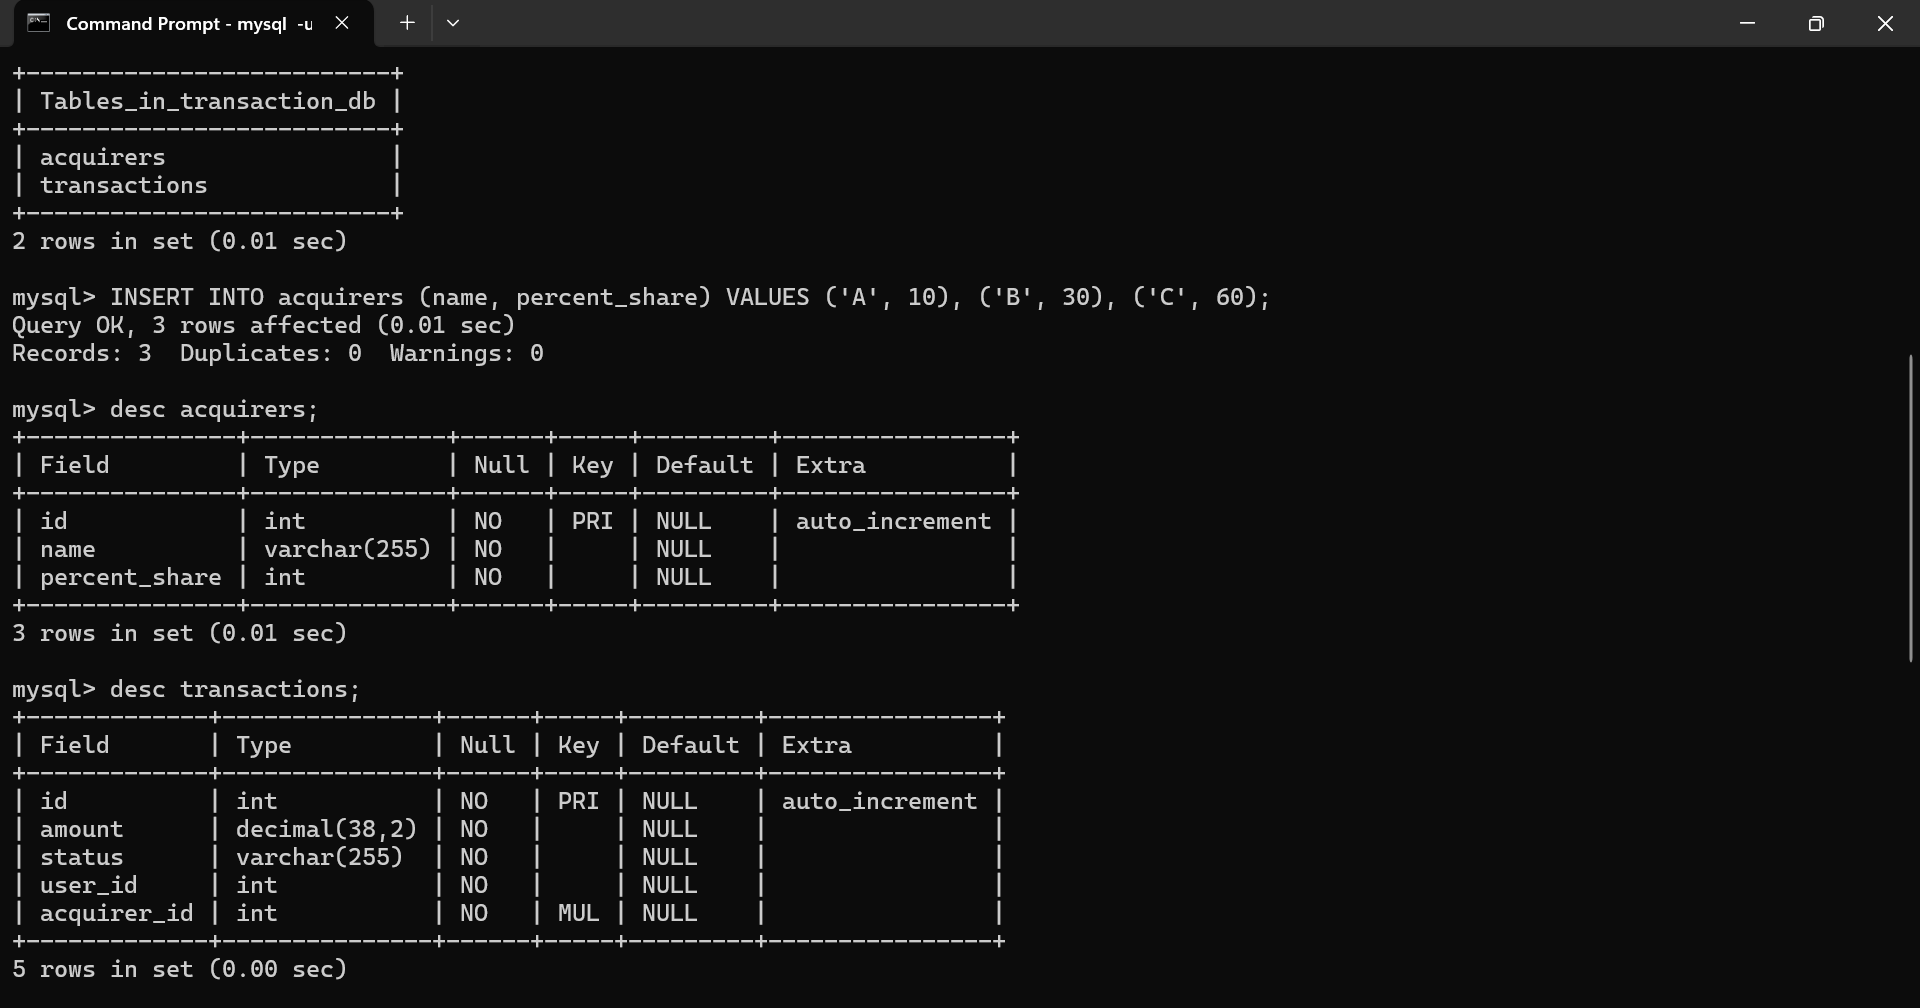 Command Prompt - mysql  -u
+--------------------------+
| Tables_in_transaction_db |
+--------------------------+
| acquirers                |
| transactions             |
+--------------------------+
2 rows in set (0.01 sec)
mysql> INSERT INTO acquirers (name, percent_share) VALUES ('A', 10), ('B', 30), ('C', 60);
Query OK, 3 rows affected (0.01 sec)
Records: 3  Duplicates: 0  Warnings: 0
mysql> desc acquirers;
+---------------+--------------+------+-----+---------+----------------+
| Field         | Type         | Null | Key | Default | Extra          |
+---------------+--------------+------+-----+---------+----------------+
| id            | int          | NO   | PRI | NULL    | auto_increment |
| name          | varchar(255) | NO   |     | NULL    |                |
| percent_share | int          | NO   |     | NULL    |                |
+---------------+--------------+------+-----+---------+----------------+
3 rows in set (0.01 sec)
mysql> desc transactions;
+-------------+---------------+------+-----+---------+----------------+
| Field       | Type          | Null | Key | Default | Extra          |
+-------------+---------------+------+-----+---------+----------------+
| id          | int           | NO   | PRI | NULL    | auto_increment |
| amount      | decimal(38,2) | NO   |     | NULL    |                |
| status      | varchar(255)  | NO   |     | NULL    |                |
| user_id     | int           | NO   |     | NULL    |                |
| acquirer_id | int           | NO   | MUL | NULL    |                |
+-------------+---------------+------+-----+---------+----------------+
5 rows in set (0.00 sec)